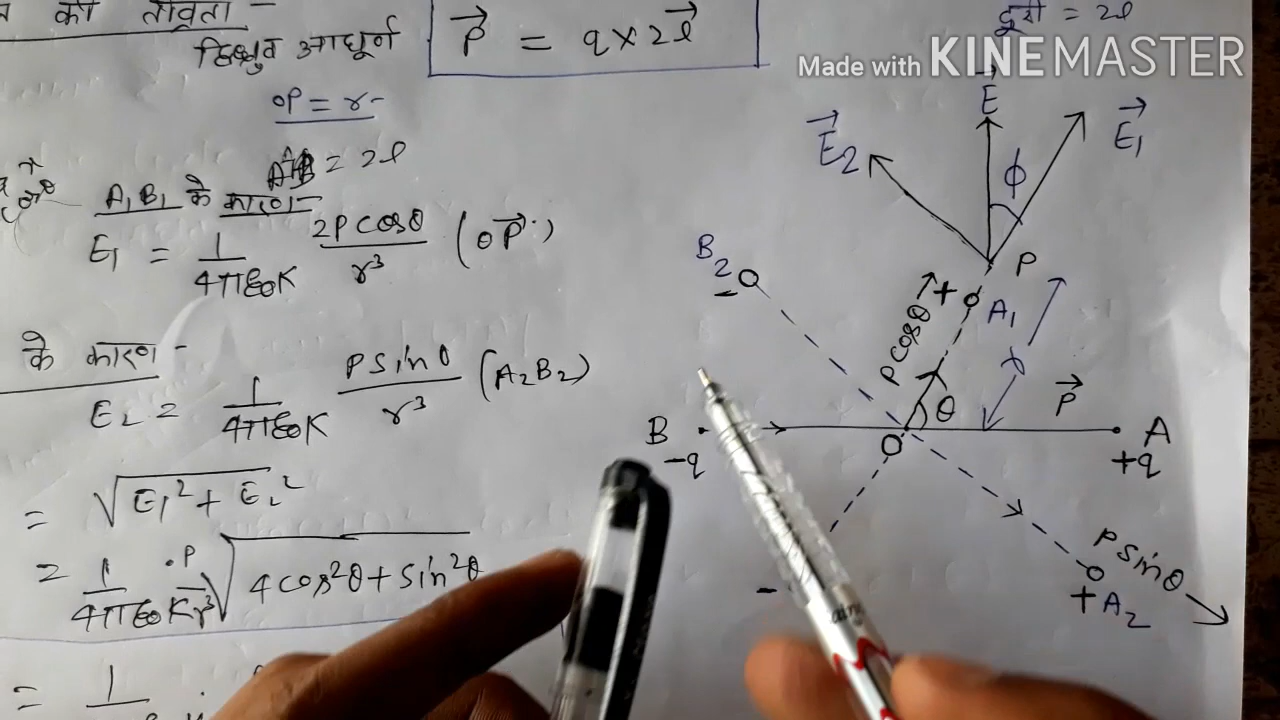 की तीव्रता -
द्विध्रुव आघूर्ण
P⃗ = q × 2l⃗
दूरी = 2l
Made with KINEMASTER
OP = r -
AB = 2l
A₁B₁ के कारण -
E₁ = 1/4πε₀K 2P cosθ/r³ (OP⃗)
के कारण -
E₂ = 1/4πε₀K P sinθ/r³ (A₂B₂)
= √E₁² + E₂²
= 1/4πε₀K . P/r³ √4cos²θ + sin²θ
= 1
E⃗
E₁⃗
E₂⃗
ϕ
B₂
-
P
+
A₁
r
P cosθ
P⃗
θ
B
-q
O
A
+q
P sinθ
+ A₂
-